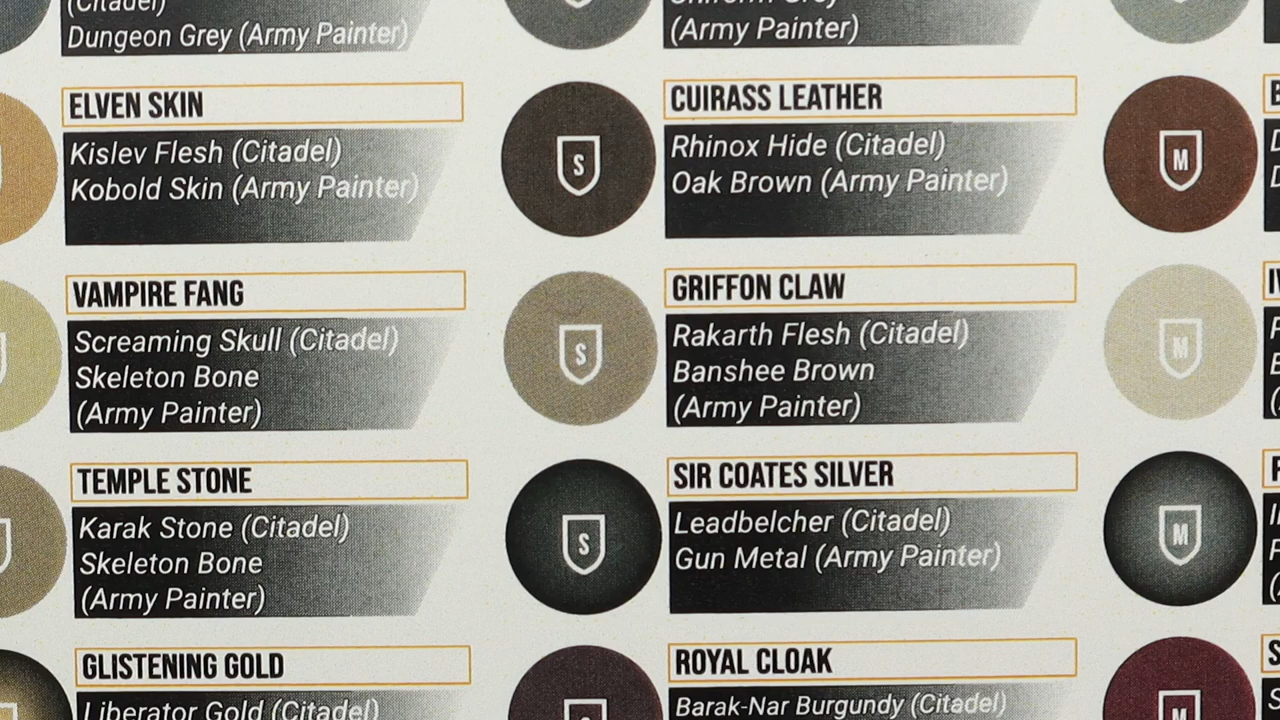 (Citadel)
Dungeon Grey (Army Painter)
(Army Painter)
ELVEN SKIN
Kislev Flesh (Citadel)
Kobold Skin (Army Painter)
S
CUIRASS LEATHER
Rhinox Hide (Citadel)
Oak Brown (Army Painter)
M
VAMPIRE FANG
Screaming Skull (Citadel)
Skeleton Bone
(Army Painter)
S
GRIFFON CLAW
Rakarth Flesh (Citadel)
Banshee Brown
(Army Painter)
M
TEMPLE STONE
Karak Stone (Citadel)
Skeleton Bone
(Army Painter)
S
SIR COATES SILVER
Leadbelcher (Citadel)
Gun Metal (Army Painter)
M
GLISTENING GOLD
Liberator Gold (Citadel)
S
ROYAL CLOAK
Barak-Nar Burgundy (Citadel)
M